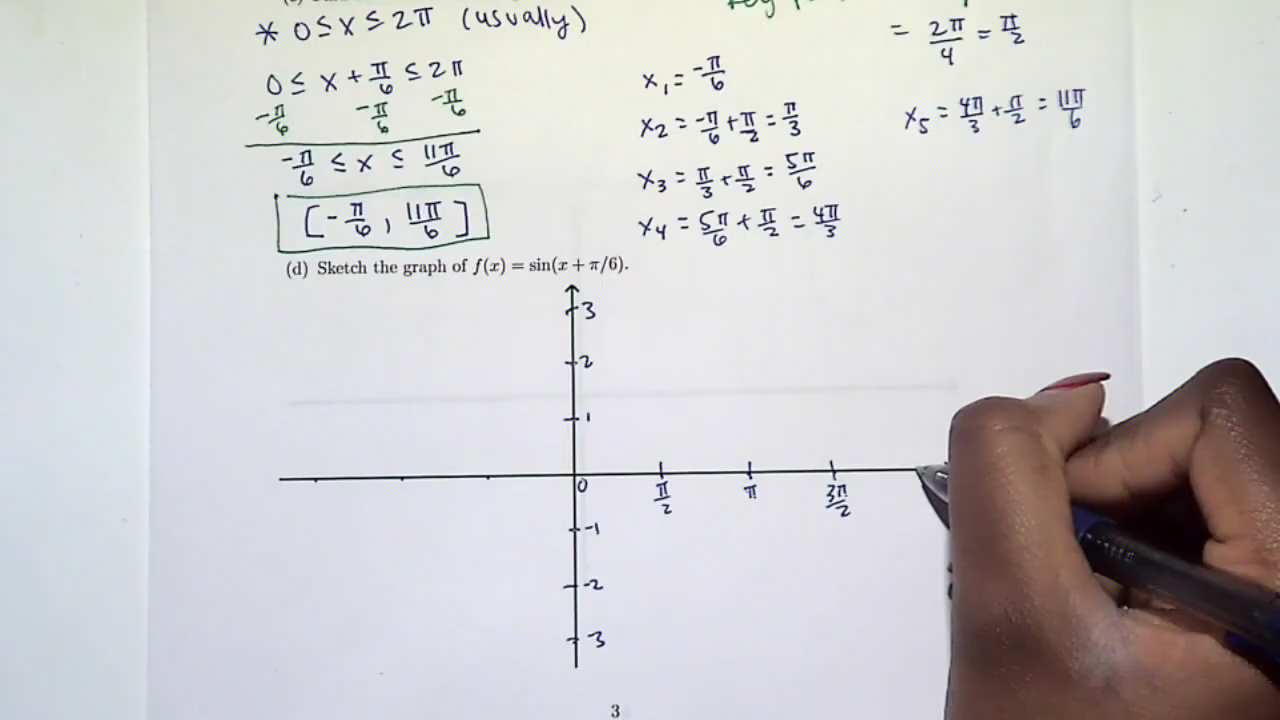 * 0 ≤ x ≤ 2π (usually)
0 ≤ x + π/6 ≤ 2π
-π/6 -π/6 -π/6
-π/6 ≤ x ≤ 11π/6
[-π/6, 11π/6]
x₁ = -π/6
x₂ = -π/6 + π/2 = π/3
x₃ = π/3 + π/2 = 5π/6
x₄ = 5π/6 + π/2 = 4π/3
= 2π/4 = π/2
x₅ = 4π/3 + π/2 = 11π/6
(d) Sketch the graph of f(x) = sin(x + π/6).
3
2
1
0 π/2 π 3π/2
-1
-2
3
3